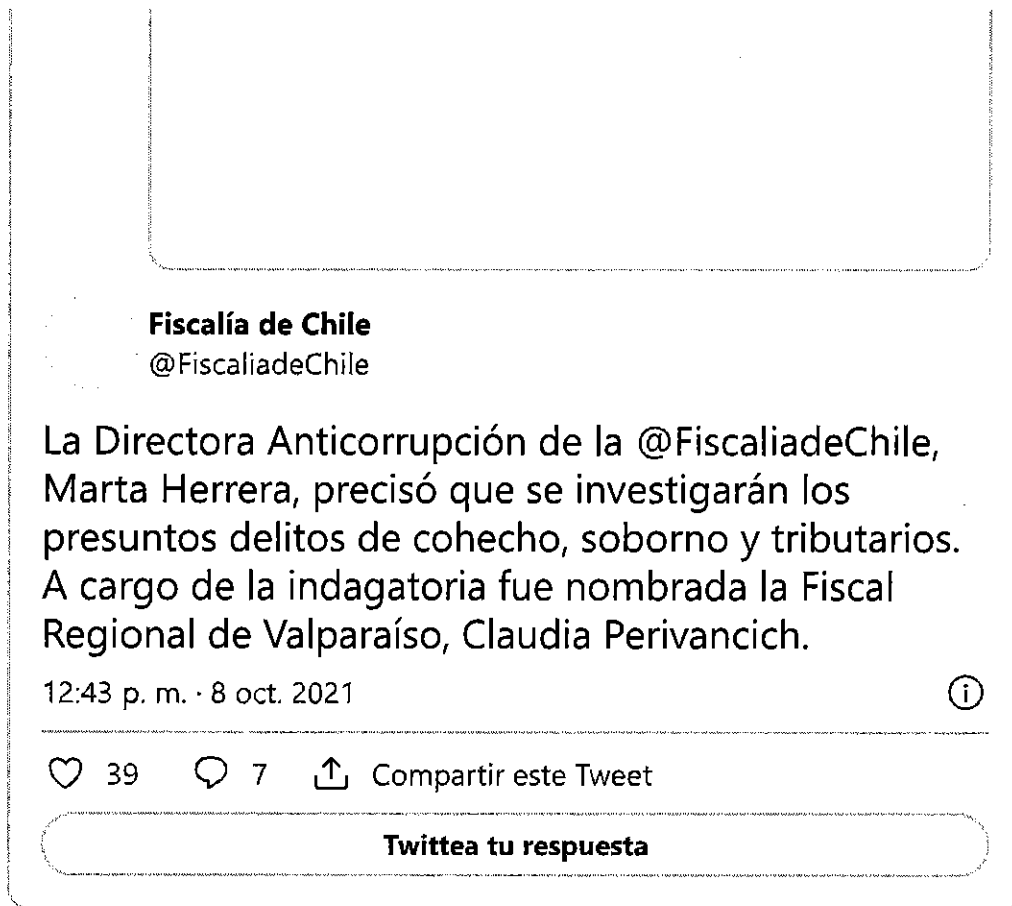 Fiscalía de Chile
@FiscaliadeChile
La Directora Anticorrupción de la @FiscaliadeChile,
Marta Herrera, precisó que se investigarán los
presuntos delitos de cohecho, soborno y tributarios.
A cargo de la indagatoria fue nombrada la Fiscal
Regional de Valparaíso, Claudia Perivancich.
12:43 p. m. · 8 oct. 2021
39 7 Compartir este Tweet
Twittea tu respuesta